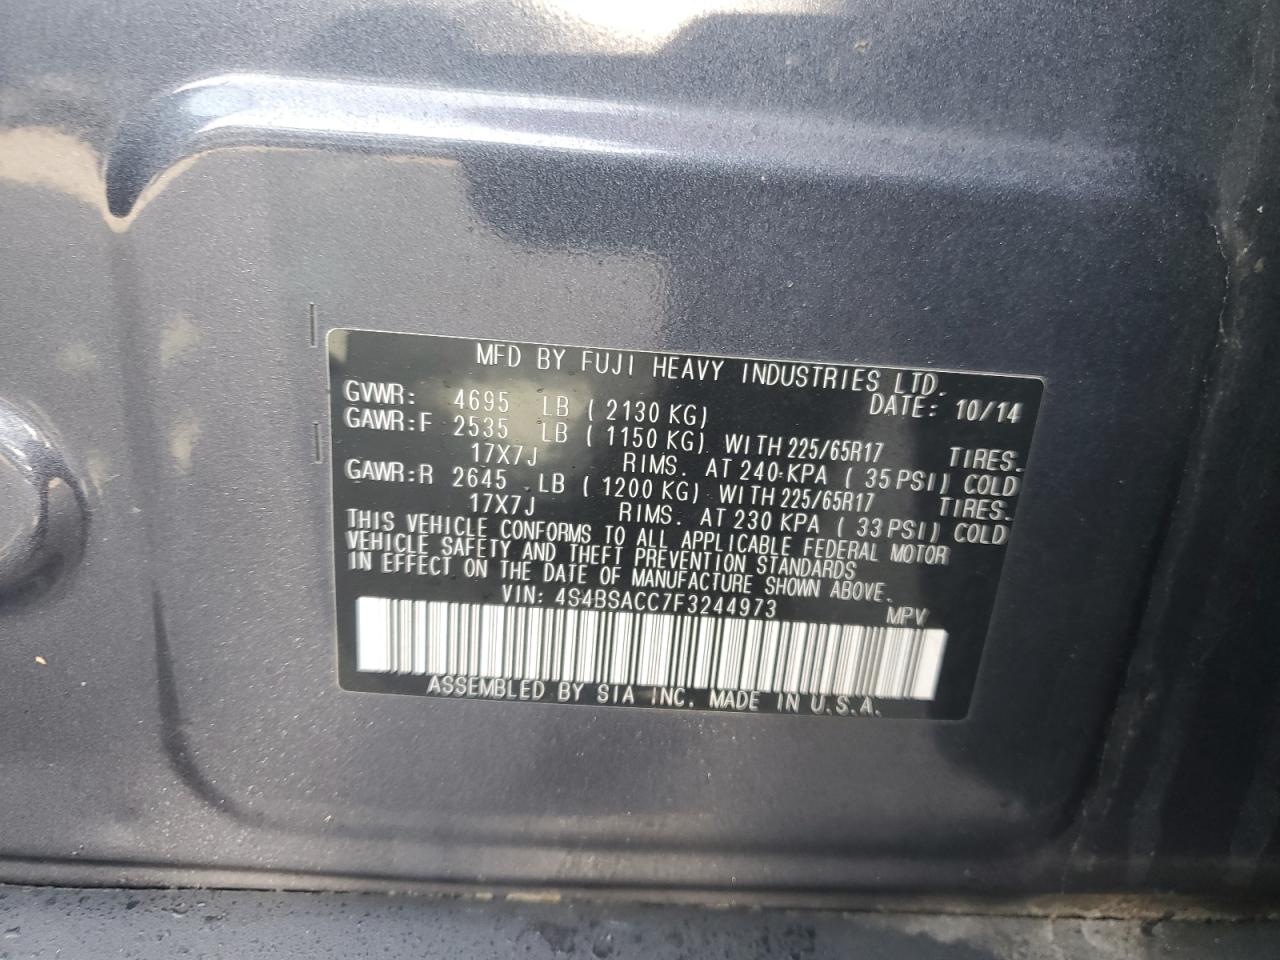 MFD BY FUJI HEAVY INDUSTRIES LTD.
DATE: 10/14
GVWR: 4695 LB ( 2130 KG)
GAWR:F 2535 LB ( 1150 KG) WITH 225/65R17 TIRES.
17X7J RIMS. AT 240 KPA ( 35 PSI) COLD
GAWR:R 2645 LB ( 1200 KG) WITH 225/65R17 TIRES.
17X7J RIMS. AT 230 KPA ( 33 PSI) COLD
THIS VEHICLE CONFORMS TO ALL APPLICABLE FEDERAL MOTOR
VEHICLE SAFETY AND THEFT PREVENTION STANDARDS
IN EFFECT ON THE DATE OF MANUFACTURE SHOWN ABOVE.
VIN: 4S4BSACC7F3244973 MPV
ASSEMBLED BY SIA INC. MADE IN U.S.A.